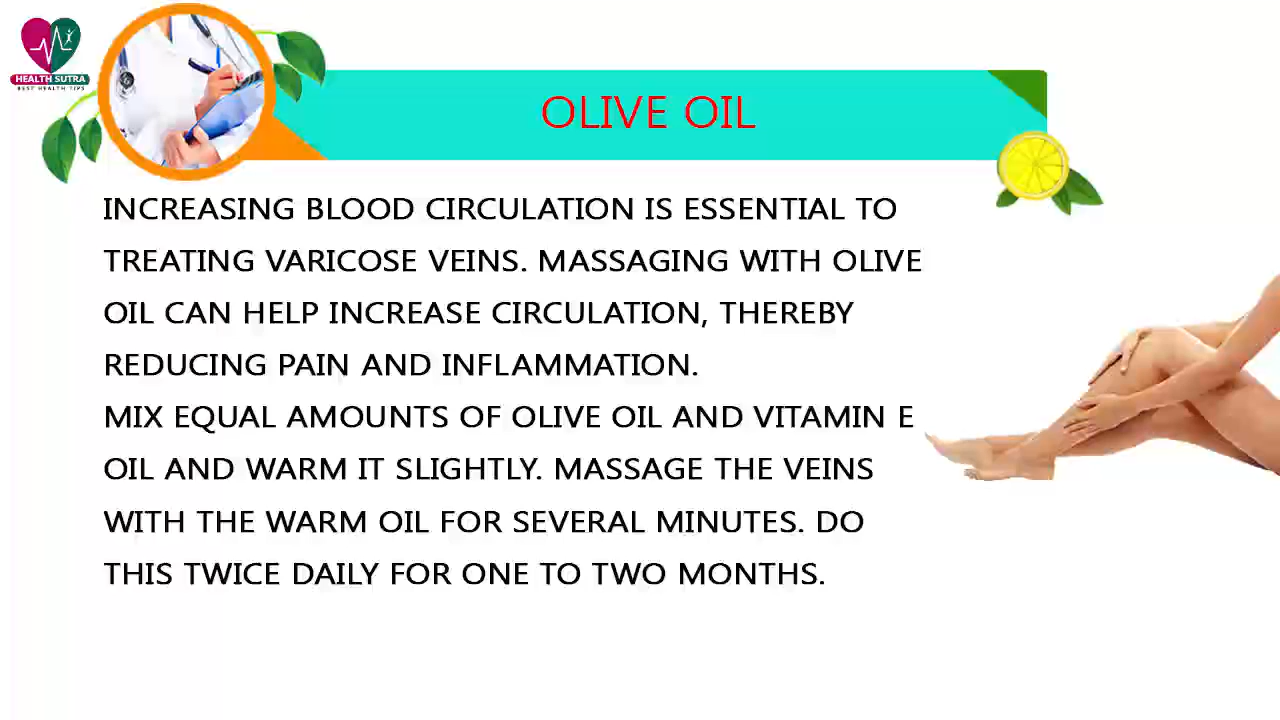 HEALTH SUTRA
BEST HEALTH TIPS
OLIVE OIL
INCREASING BLOOD CIRCULATION IS ESSENTIAL TO
TREATING VARICOSE VEINS. MASSAGING WITH OLIVE
OIL CAN HELP INCREASE CIRCULATION, THEREBY
REDUCING PAIN AND INFLAMMATION.
MIX EQUAL AMOUNTS OF OLIVE OIL AND VITAMIN E
OIL AND WARM IT SLIGHTLY. MASSAGE THE VEINS
WITH THE WARM OIL FOR SEVERAL MINUTES. DO
THIS TWICE DAILY FOR ONE TO TWO MONTHS.